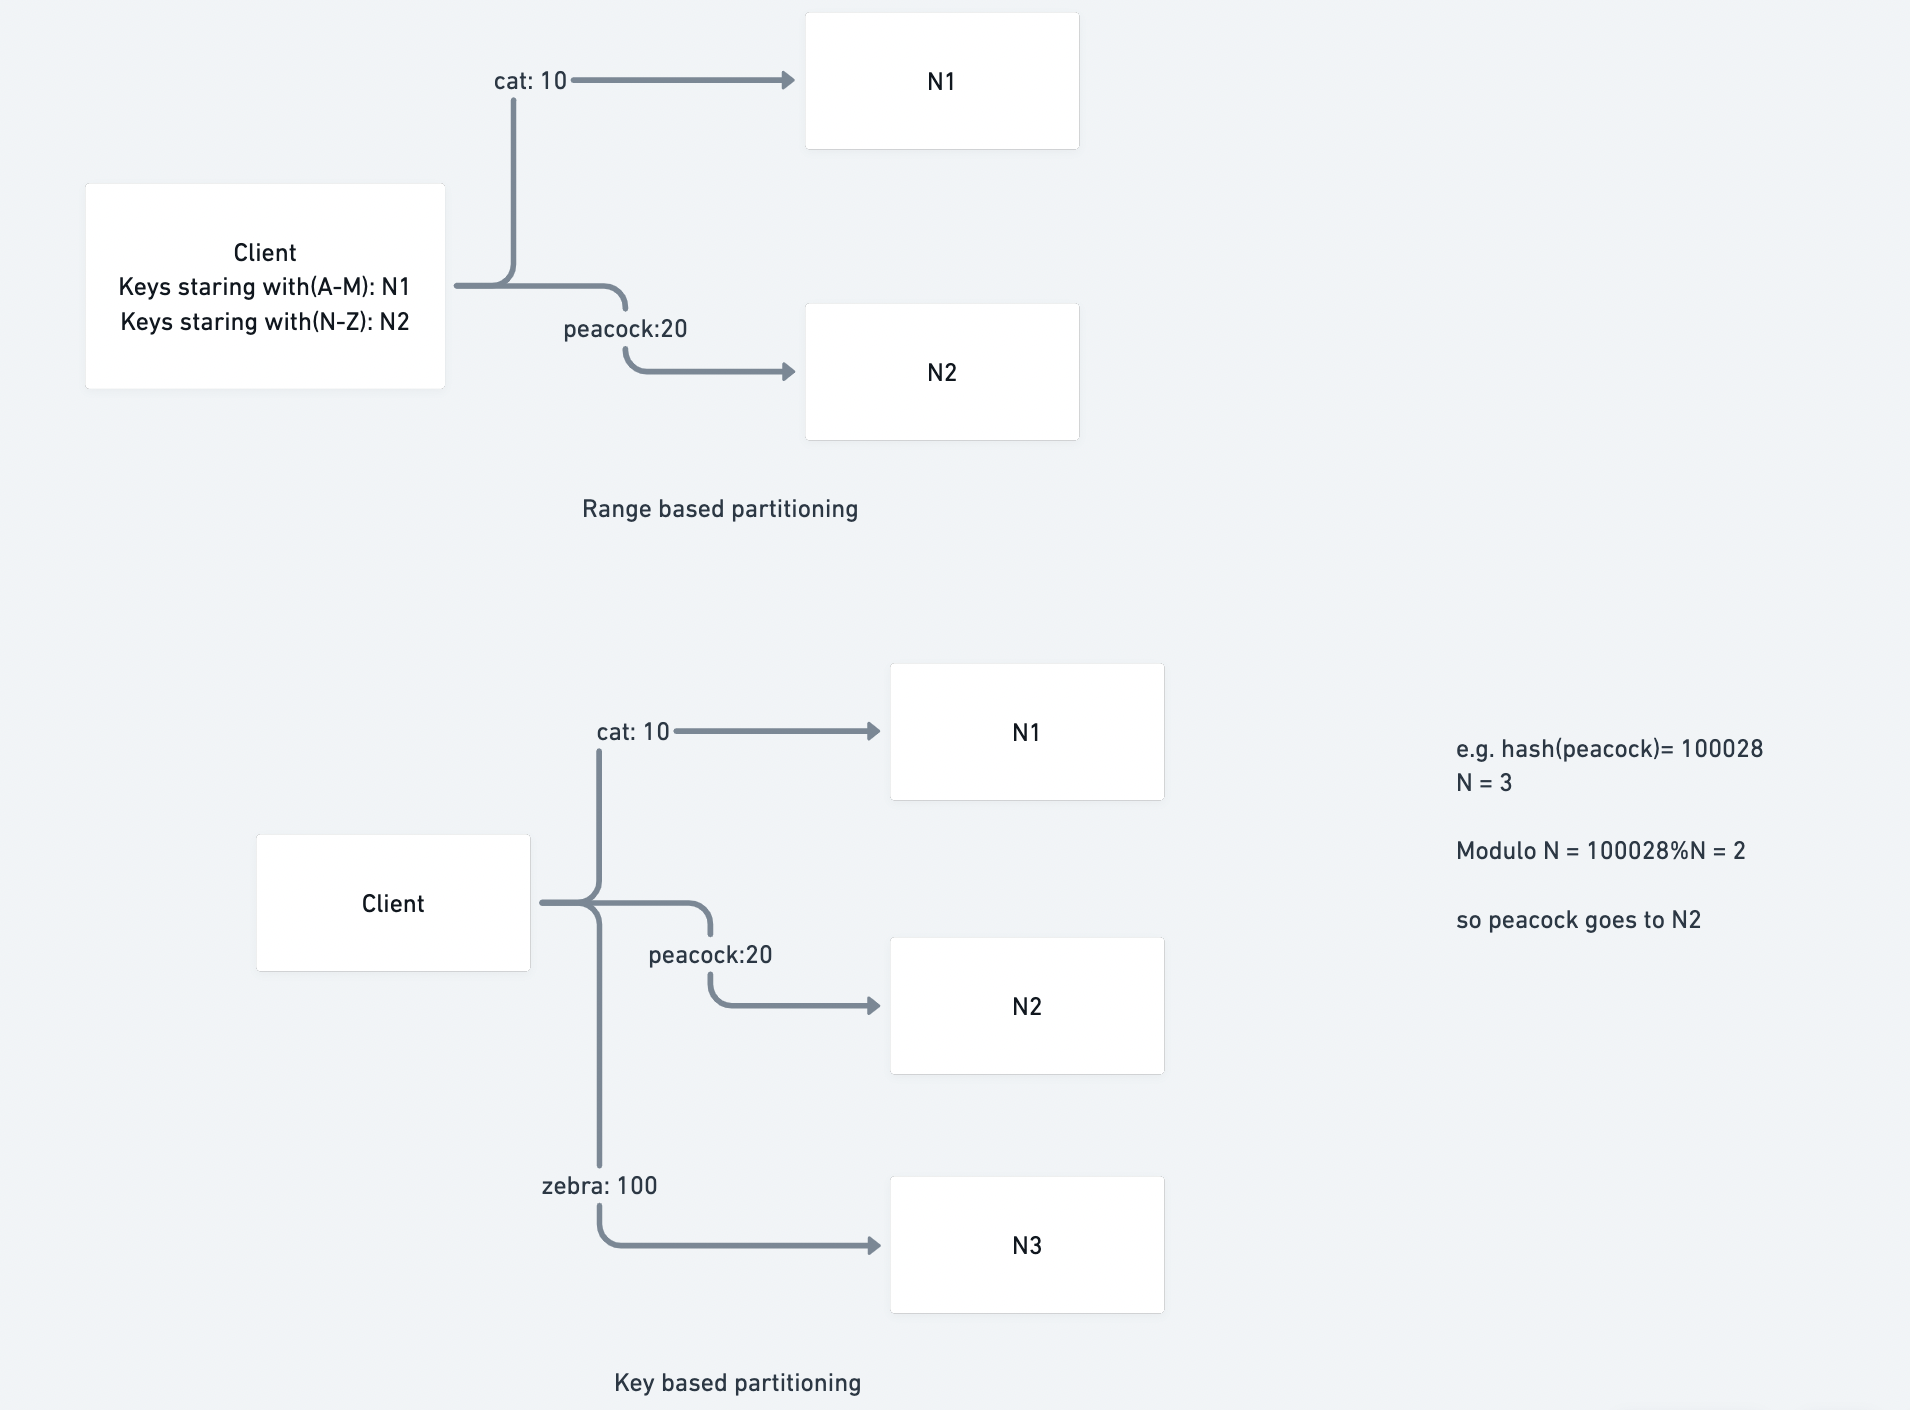 cat: 10
N1
Client
Keys staring with(A-M): N1
Keys staring with(N-Z): N2
peacock:20
N2
Range based partitioning
cat: 10
N1
e.g. hash(peacock)= 100028
N = 3
Modulo N = 100028%N = 2
so peacock goes to N2
Client
peacock:20
N2
zebra: 100
N3
Key based partitioning